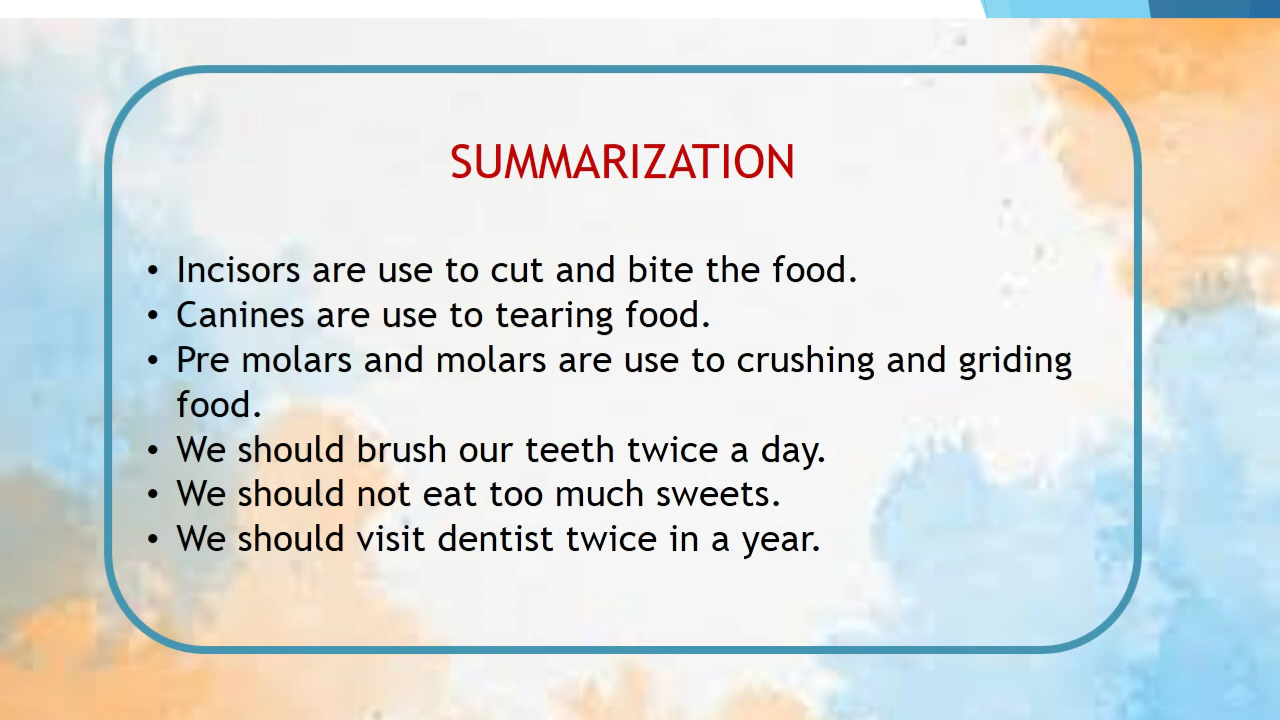 SUMMARIZATION
• Incisors are use to cut and bite the food.
• Canines are use to tearing food.
• Pre molars and molars are use to crushing and griding
food.
• We should brush our teeth twice a day.
• We should not eat too much sweets.
• We should visit dentist twice in a year.